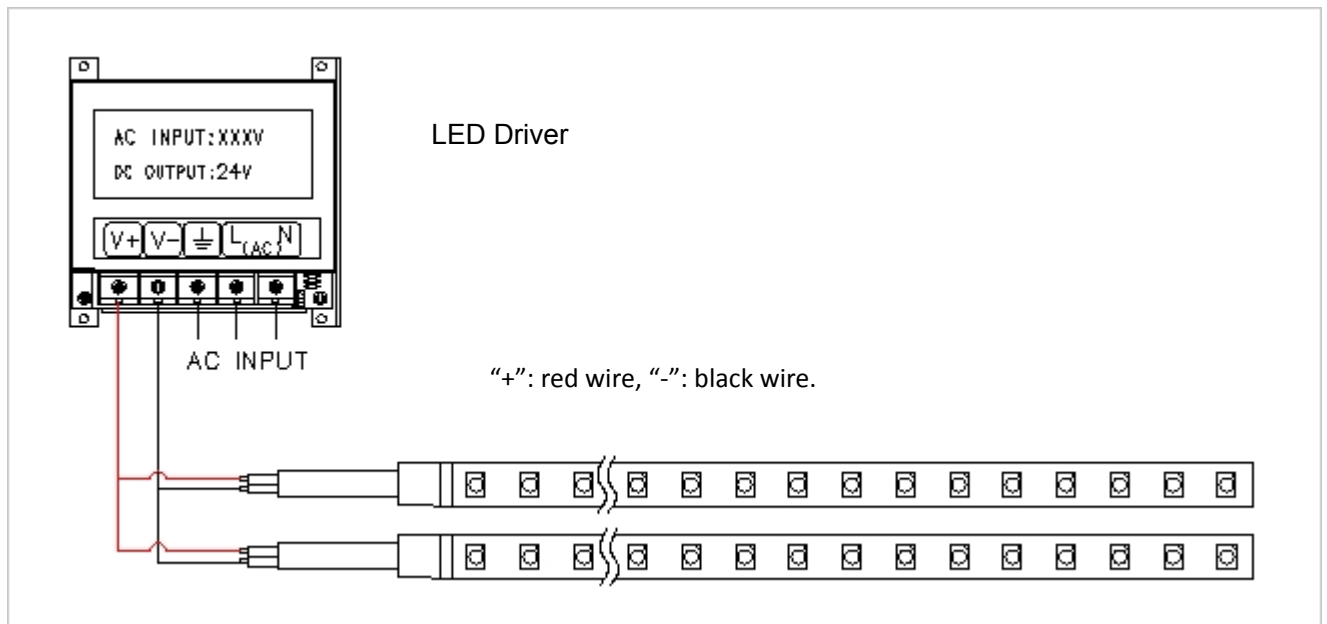 AC INPUT:XXXV
LED Driver
DC OUTPUT:24V
V+ V- L(AC)N
AC INPUT
“+”: red wire, “-”: black wire.